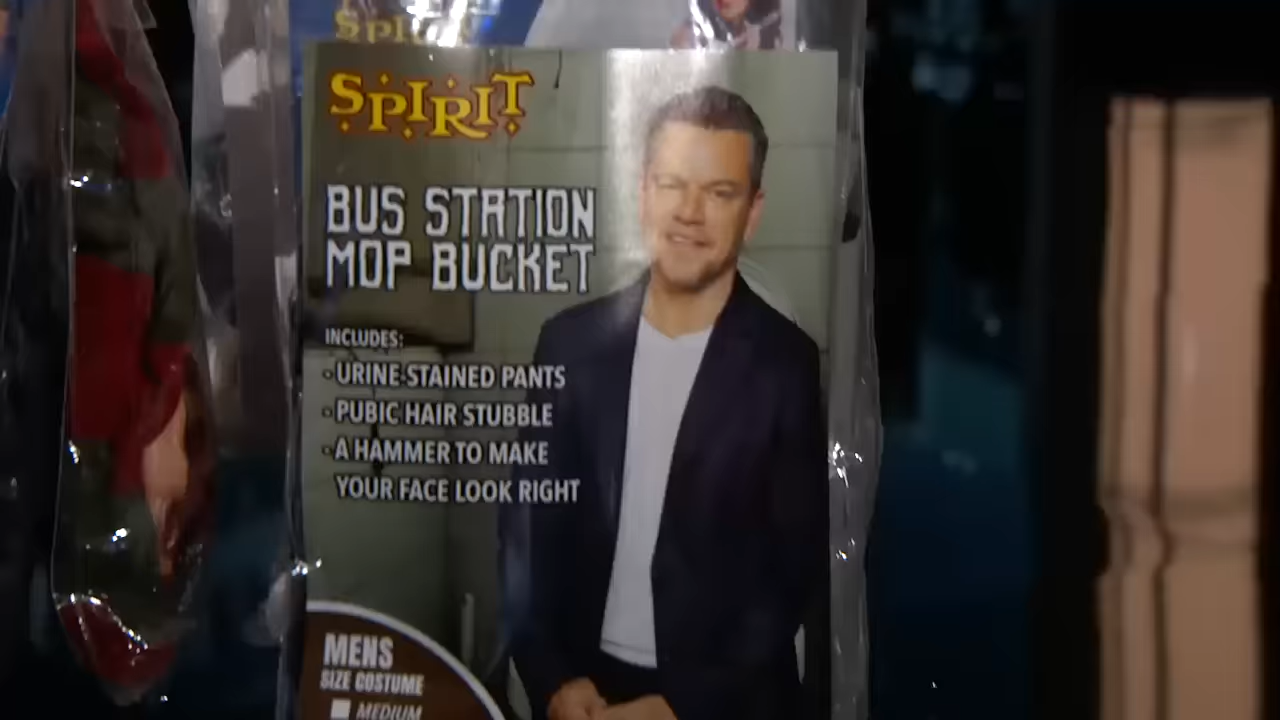 SPIRIT
SPIRIT
BUS STATION
MOP BUCKET
INCLUDES:
-URINE-STAINED PANTS
-PUBIC HAIR STUBBLE
-A HAMMER TO MAKE
YOUR FACE LOOK RIGHT
MENS
SIZE COSTUME
MEDIUM